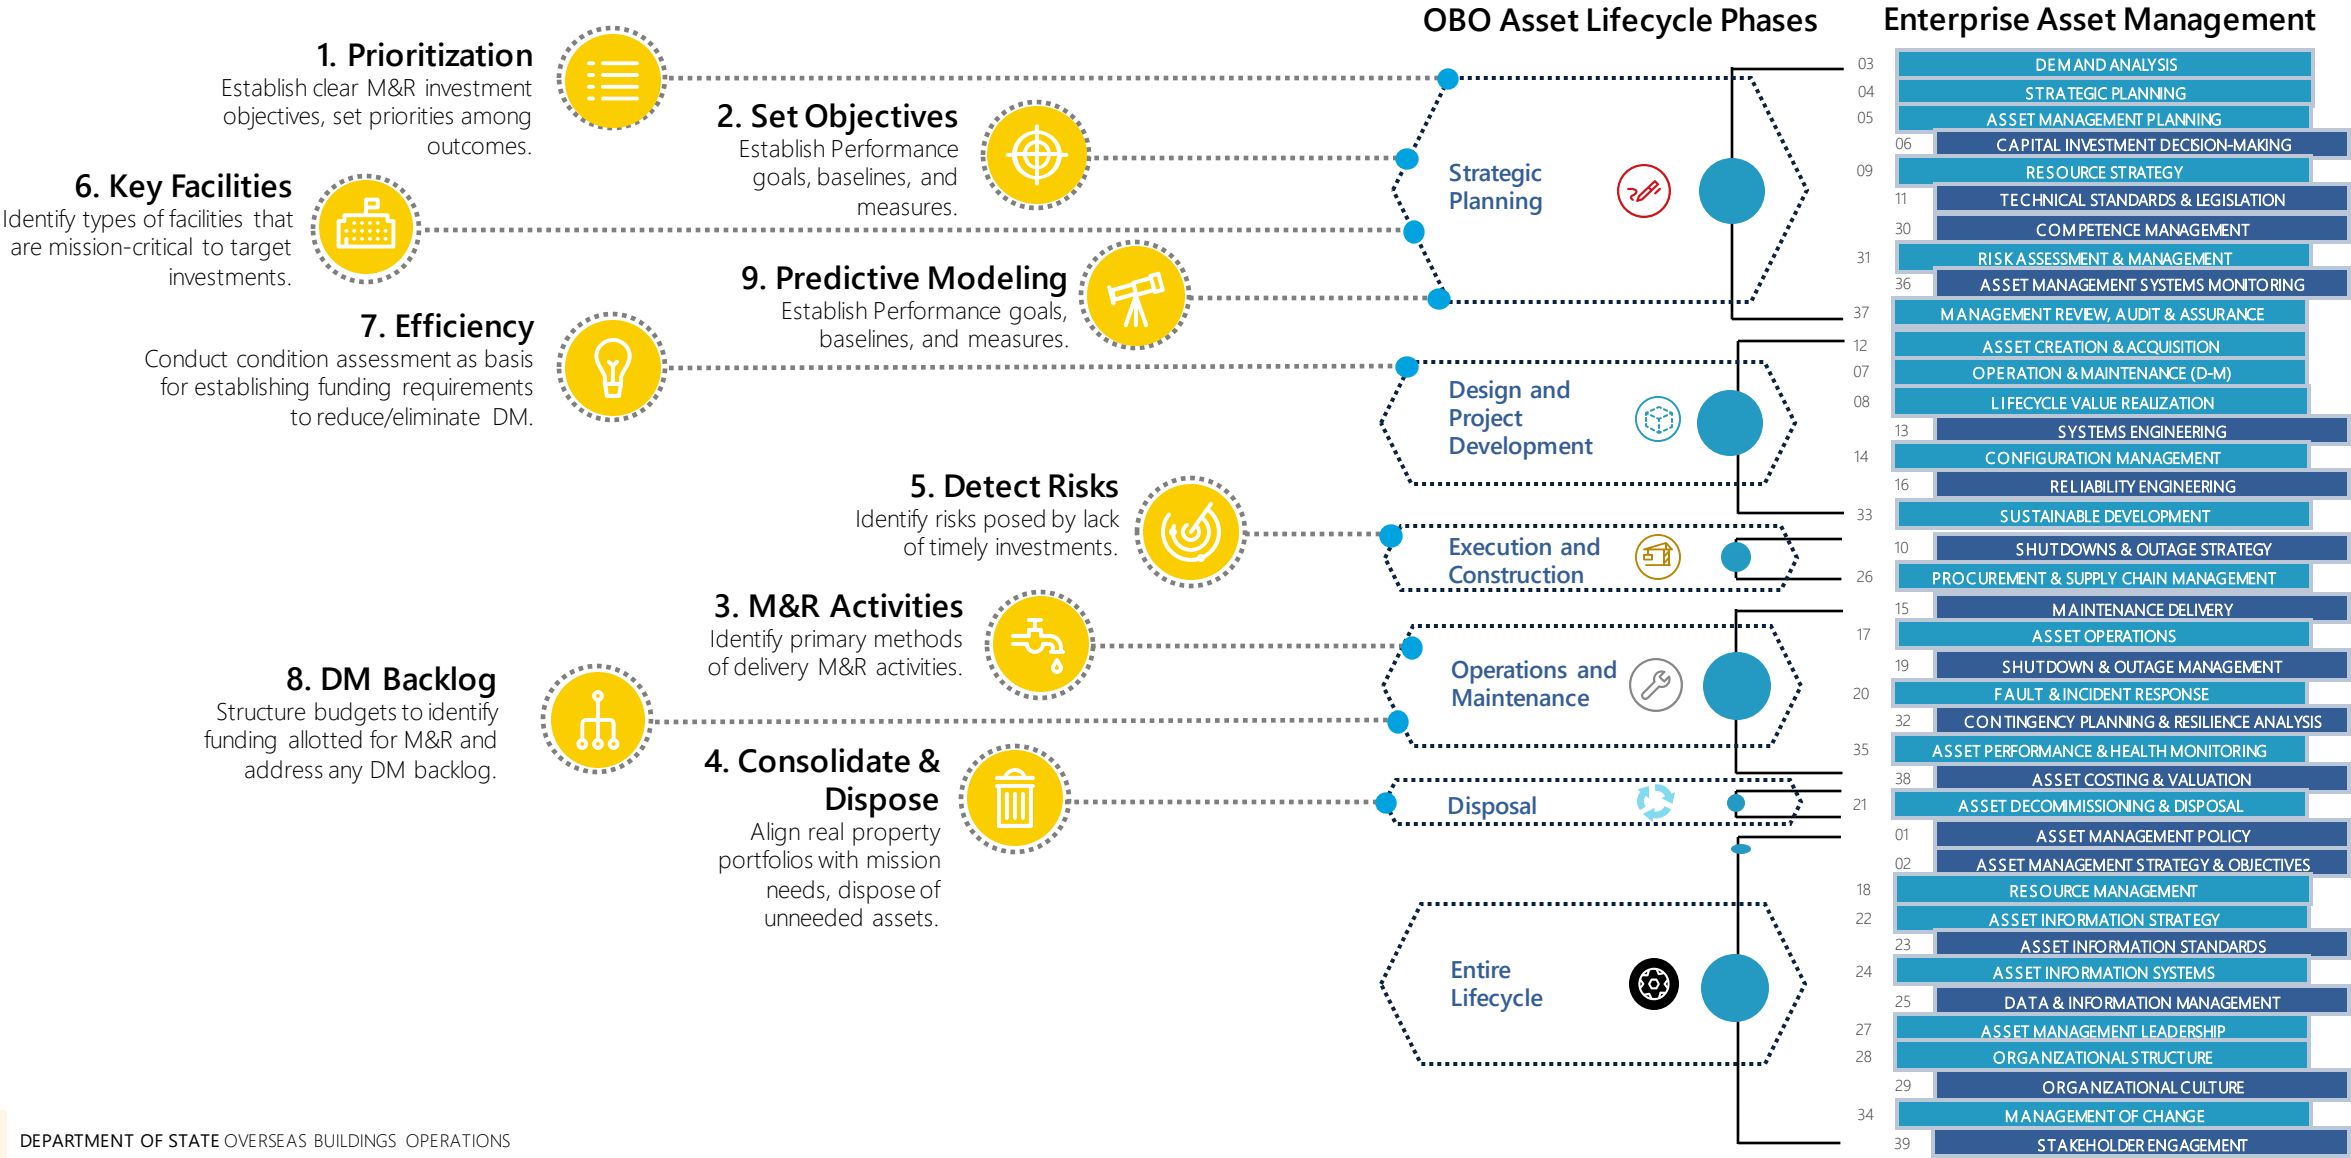 OBO Asset Lifecycle Phases
Enterprise Asset Management
1. Prioritization
Establish clear M&R investment
objectives, set priorities among
outcomes.
2. Set Objectives
Establish Performance
goals, baselines, and
measures.
6. Key Facilities
Identify types of facilities that
are mission-critical to target
investments.
9. Predictive Modeling
Establish Performance goals,
baselines, and measures.
7. Efficiency
Conduct condition assessment as basis
for establishing funding requirements
to reduce/eliminate DM.
5. Detect Risks
Identify risks posed by lack
of timely investments.
3. M&R Activities
Identify primary methods
of delivery M&R activities.
8. DM Backlog
Structure budgets to identify
funding allotted for M&R and
address any DM backlog.
4. Consolidate &
Dispose
Align real property
portfolios with mission
needs, dispose of
unneeded assets.
Strategic
Planning
Design and
Project
Development
Execution and
Construction
Operations and
Maintenance
Disposal
Entire
Lifecycle
03 DEMAND ANALYSIS
04 STRATEGIC PLANNING
05 ASSET MANAGEMENT PLANNING
06 CAPITAL INVESTMENT DECISION-MAKING
09 RESOURCE STRATEGY
11 TECHNICAL STANDARDS & LEGISLATION
30 COMPETENCE MANAGEMENT
31 RISK ASSESSMENT & MANAGEMENT
36 ASSET MANAGEMENT SYSTEMS MONITORING
37 MANAGEMENT REVIEW, AUDIT & ASSURANCE
12 ASSET CREATION & ACQUISITION
07 OPERATION & MAINTENANCE (D-M)
08 LIFECYCLE VALUE REALIZATION
13 SYSTEMS ENGINEERING
14 CONFIGURATION MANAGEMENT
16 RELIABILITY ENGINEERING
33 SUSTAINABLE DEVELOPMENT
10 SHUTDOWNS & OUTAGE STRATEGY
26 PROCUREMENT & SUPPLY CHAIN MANAGEMENT
15 MAINTENANCE DELIVERY
17 ASSET OPERATIONS
19 SHUTDOWN & OUTAGE MANAGEMENT
20 FAULT & INCIDENT RESPONSE
32 CONTINGENCY PLANNING & RESILIENCE ANALYSIS
35 ASSET PERFORMANCE & HEALTH MONITORING
38 ASSET COSTING & VALUATION
21 ASSET DECOMIMISSIONING & DISPOSAL
01 ASSET MANAGEMENT POLICY
02 ASSET MANAGEMENT STRATEGY & OBJECTIVES
18 RESOURCE MANAGEMENT
22 ASSET INFORMATION STRATEGY
23 ASSET INFORMATION STANDARDS
24 ASSET INFORMATION SYSTEMS
25 DATA & INFORMATION MANAGEMENT
27 ASSET MANAGEMENT LEADERSHIP
28 ORGANIZATIONAL STRUCTURE
29 ORGANIZATIONAL CULTURE
34 MANAGEMENT OF CHANGE
39 STAKEHOLDER ENGAGEMENT
DEPARTMENT OF STATE OVERSEAS BUILDINGS OPERATIONS